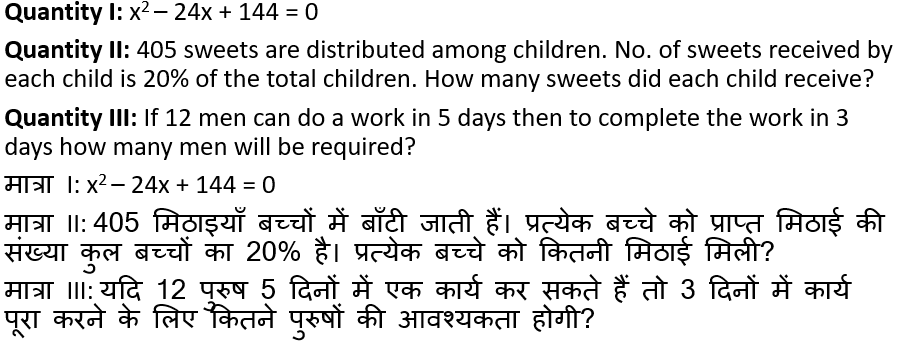 Quantity I: x² – 24x + 144 = 0
Quantity II: 405 sweets are distributed among children. No. of sweets received by
each child is 20% of the total children. How many sweets did each child receive?
Quantity III: If 12 men can do a work in 5 days then to complete the work in 3
days how many men will be required?
मात्रा I: x² – 24x + 144 = 0
मात्रा II: 405 मिठाइयाँ बच्चों में बाँटी जाती हैं। प्रत्येक बच्चे को प्राप्त मिठाई की
संख्या कुल बच्चों का 20% है। प्रत्येक बच्चे को कितनी मिठाई मिली?
मात्रा III: यदि 12 पुरुष 5 दिनों में एक कार्य कर सकते हैं तो 3 दिनों में कार्य
पूरा करने के लिए कितने पुरुषों की आवश्यकता होगी?